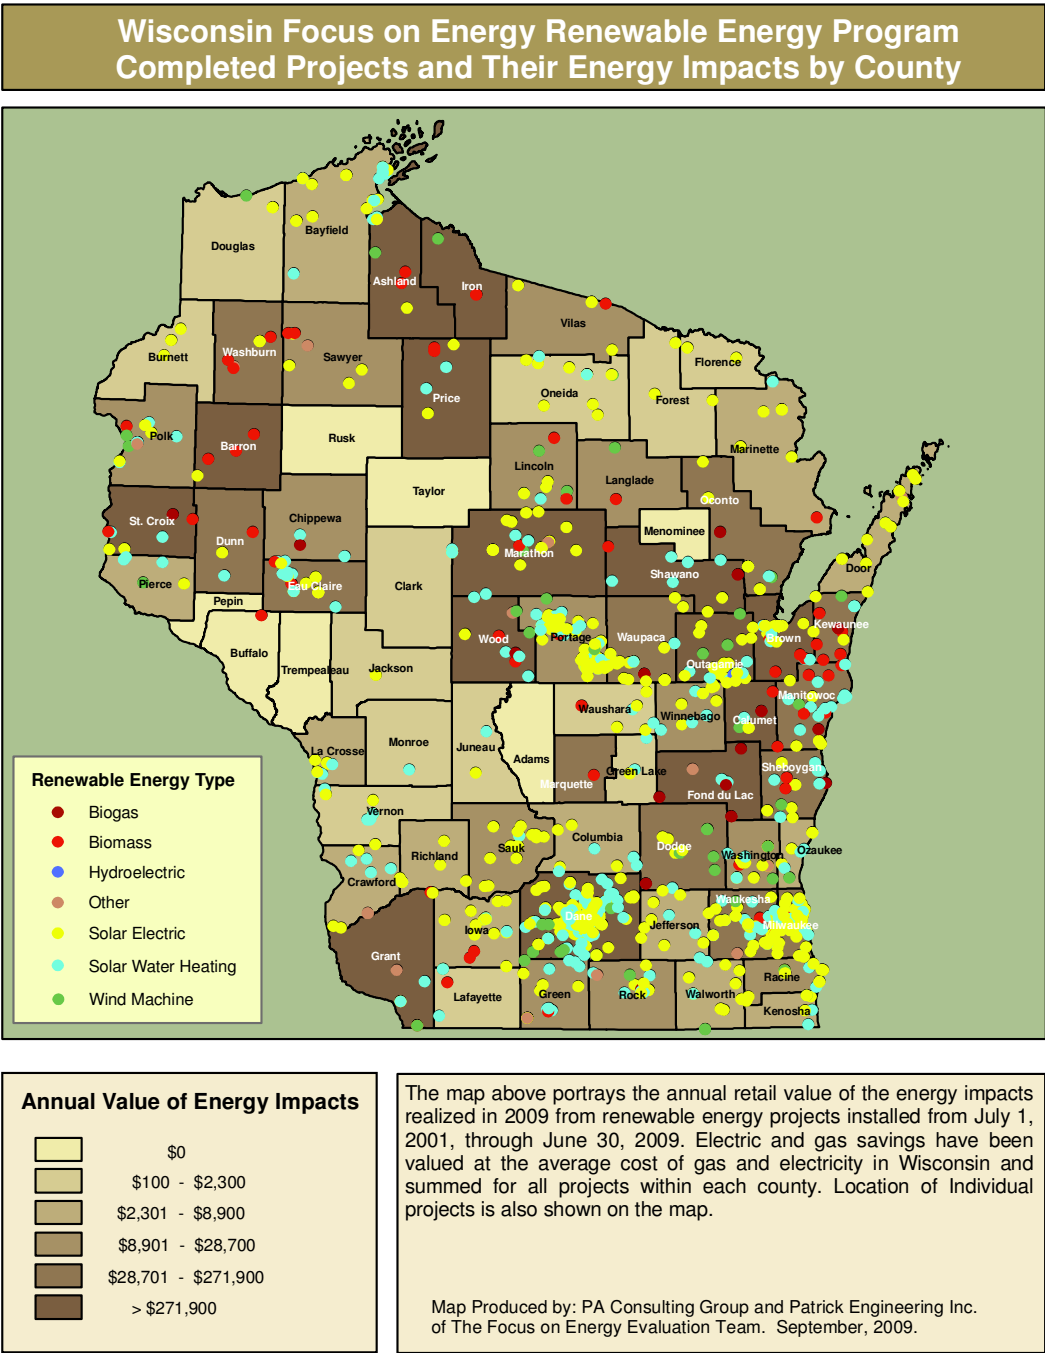 Wisconsin Focus on Energy Renewable Energy Program
Completed Projects and Their Energy Impacts by County
Douglas
Bayfield
Ashland
Iron
Vilas
Burnett
Washburn
Sawyer
Price
Oneida
Forest
Florence
Marinette
Polk
Barron
Rusk
Taylor
Lincoln
Langlade
Oconto
Menominee
St. Croix
Dunn
Chippewa
Marathon
Shawano
Door
Pierce
Pepin
Eau Claire
Clark
Buffalo
Trempealeau
Jackson
Wood
Portage
Waupaca
Outagamie
Brown
Kewaunee
Manitowoc
Waushara
Winnebago
Calumet
La Crosse
Monroe
Juneau
Adams
Marquette
Green Lake
Fond du Lac
Sheboygan
Vernon
Richland
Sauk
Columbia
Dodge
Washington
Ozaukee
Crawford
Grant
Iowa
Dane
Jefferson
Waukesha
Milwaukee
Lafayette
Green
Rock
Walworth
Racine
Kenosha
Renewable Energy Type
Biogas
Biomass
Hydroelectric
Other
Solar Electric
Solar Water Heating
Wind Machine
Annual Value of Energy Impacts
$0
$100 - $2,300
$2,301 - $8,900
$8,901 - $28,700
$28,701 - $271,900
> $271,900
The map above portrays the annual retail value of the energy impacts
realized in 2009 from renewable energy projects installed from July 1,
2001, through June 30, 2009. Electric and gas savings have been
valued at the average cost of gas and electricity in Wisconsin and
summed for all projects within each county. Location of Individual
projects is also shown on the map.
Map Produced by: PA Consulting Group and Patrick Engineering Inc.
of The Focus on Energy Evaluation Team. September, 2009.